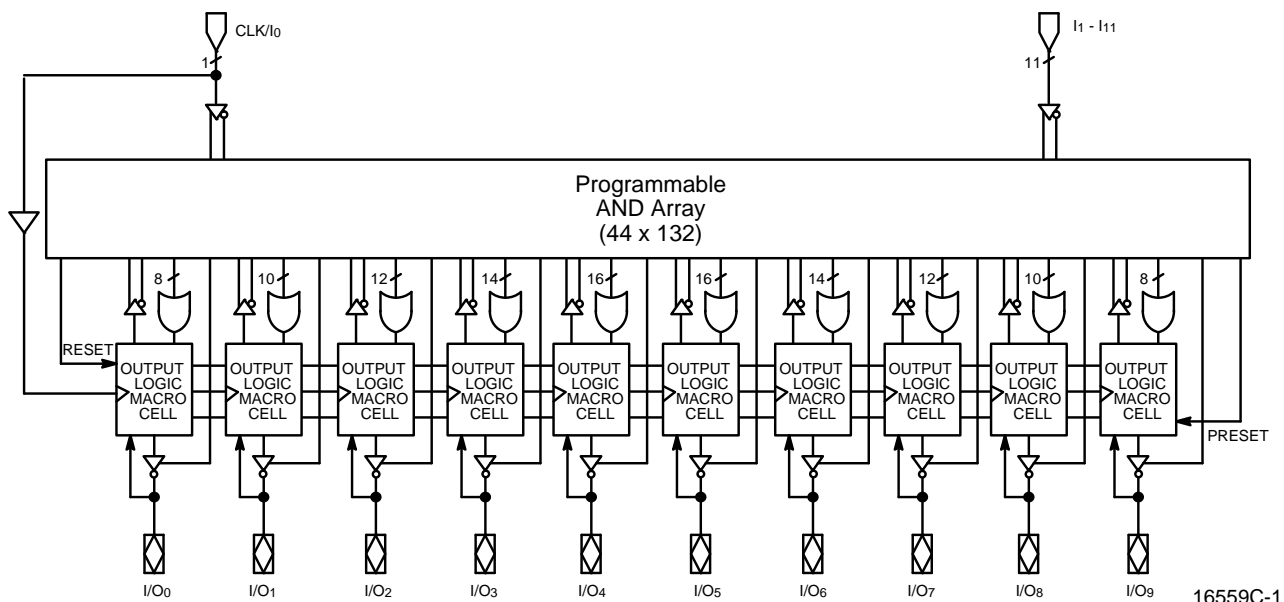 CLK/I0
I1 - I11
1
11
Programmable
AND Array
(44 x 132)
8 10 12 14 16 16 14 12 10 8
RESET
OUTPUT LOGIC MACRO CELL
OUTPUT LOGIC MACRO CELL
OUTPUT LOGIC MACRO CELL
OUTPUT LOGIC MACRO CELL
OUTPUT LOGIC MACRO CELL
OUTPUT LOGIC MACRO CELL
OUTPUT LOGIC MACRO CELL
OUTPUT LOGIC MACRO CELL
OUTPUT LOGIC MACRO CELL
OUTPUT LOGIC MACRO CELL
PRESET
I/O0 I/O1 I/O2 I/O3 I/O4 I/O5 I/O6 I/O7 I/O8 I/O9
16559C-1